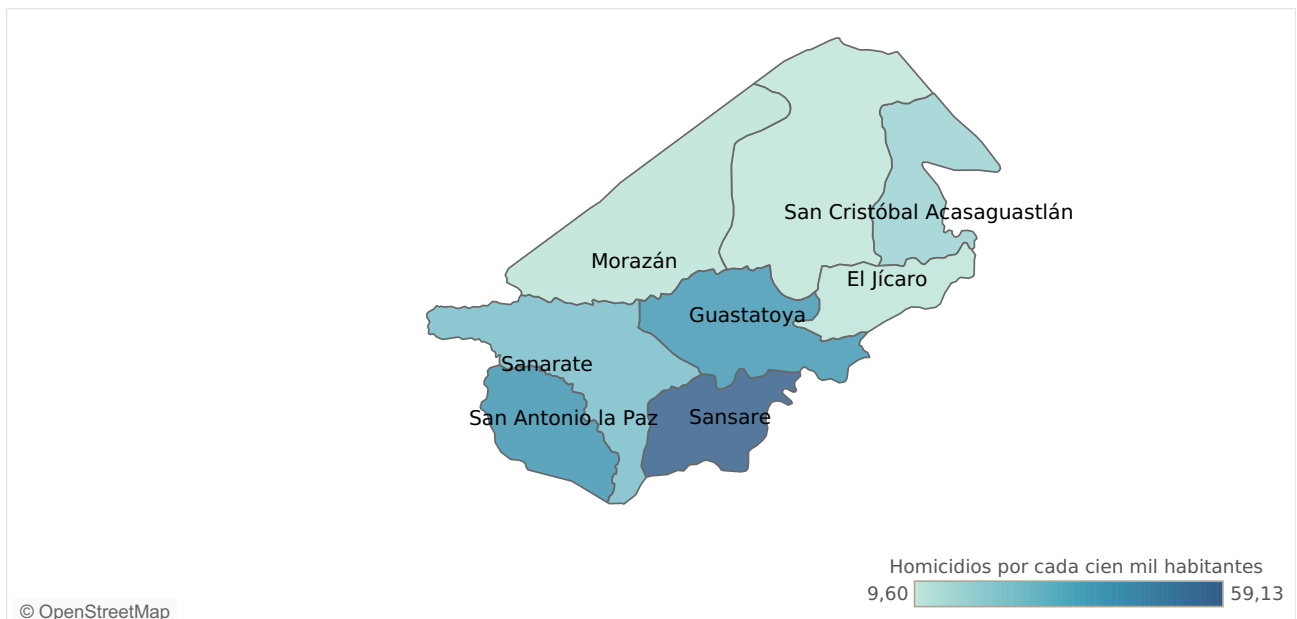 San Cristóbal Acasaguastlán
Morazán
El Jícaro
Guastatoya
Sanarate
San Antonio la Paz
Sansare
Homicidios por cada cien mil habitantes
9,60
59,13
© OpenStreetMap